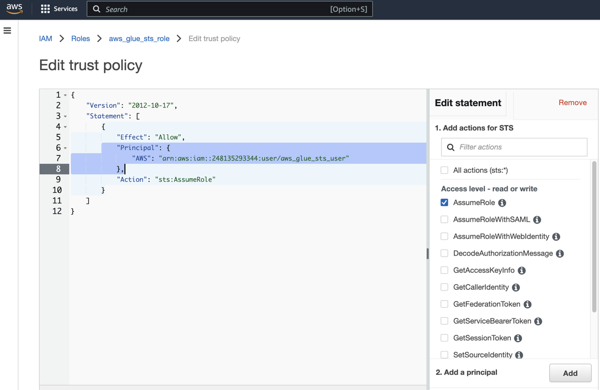 aws
Services
Search
[Option+S]
IAM > Roles > aws_glue_sts_role > Edit trust policy
Edit trust policy
1 {
2 "Version": "2012-10-17",
3 "Statement": [
4 {
5 "Effect": "Allow",
6 "Principal": {
7 "AWS": "arn:aws:iam::248135293344:user/aws_glue_sts_user"
8 },
9 "Action": "sts:AssumeRole"
10 }
11 ]
12 }
Edit statement
Remove
1. Add actions for STS
Filter actions
All actions (sts:*)
Access level - read or write
AssumeRole
AssumeRoleWithSAML
AssumeRoleWithWebIdentity
DecodeAuthorizationMessage
GetAccessKeyInfo
GetCallerIdentity
GetFederationToken
GetServiceBearerToken
GetSessionToken
SetSourceIdentity
2. Add a principal
Add